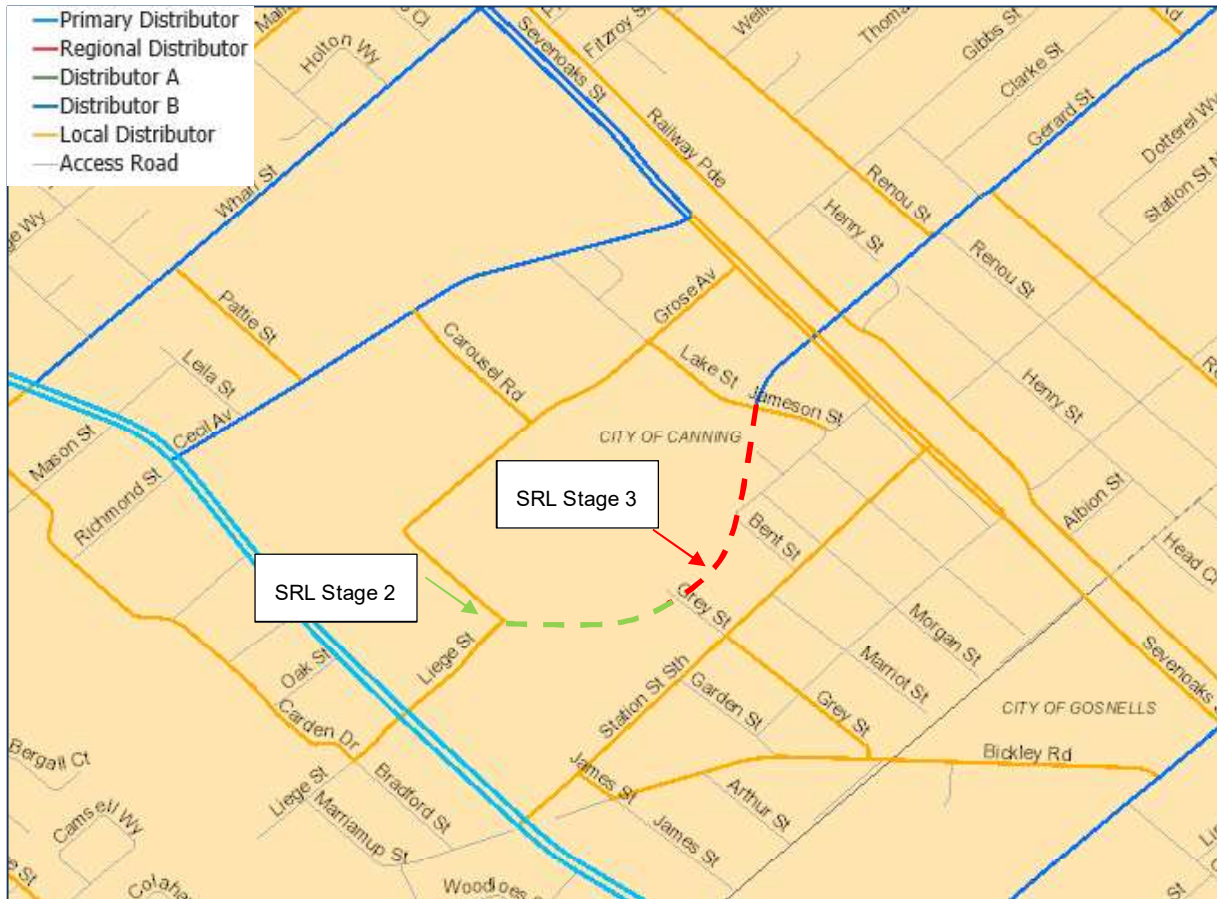 Primary Distributor
Regional Distributor
Distributor A
Distributor B
Local Distributor
Access Road
Holton Wy
Sevenoaks St
Fitzroy S
Thoma
Gibbs St
Clarke St
Gerard St
Dotterel Wy
Station St N
Railway Pde
Wharf St
Renou St
Henry St
Renou St
Grose Av
Pattie St
Carousel Rd
Leila St
Lake St
Henry St
Jameson St
Cecil Av
CITY OF CANNING
Mason St
Richmond St
SRL Stage 3
Albion St
Bent St
Head C
SRL Stage 2
Grey St
Morgan St
Liege St
Marriot St
Oak St
Station St Sth
Garden St
Sevenoaks S
Grey St
CITY OF GOSNELLS
Carden Dr
Bickley Rd
Bergall Ct
James St
Liege St
Bradford St
Arthur St
Marriamup St
Camsell Wy
James St
Woodloes
Colaha
e St
St